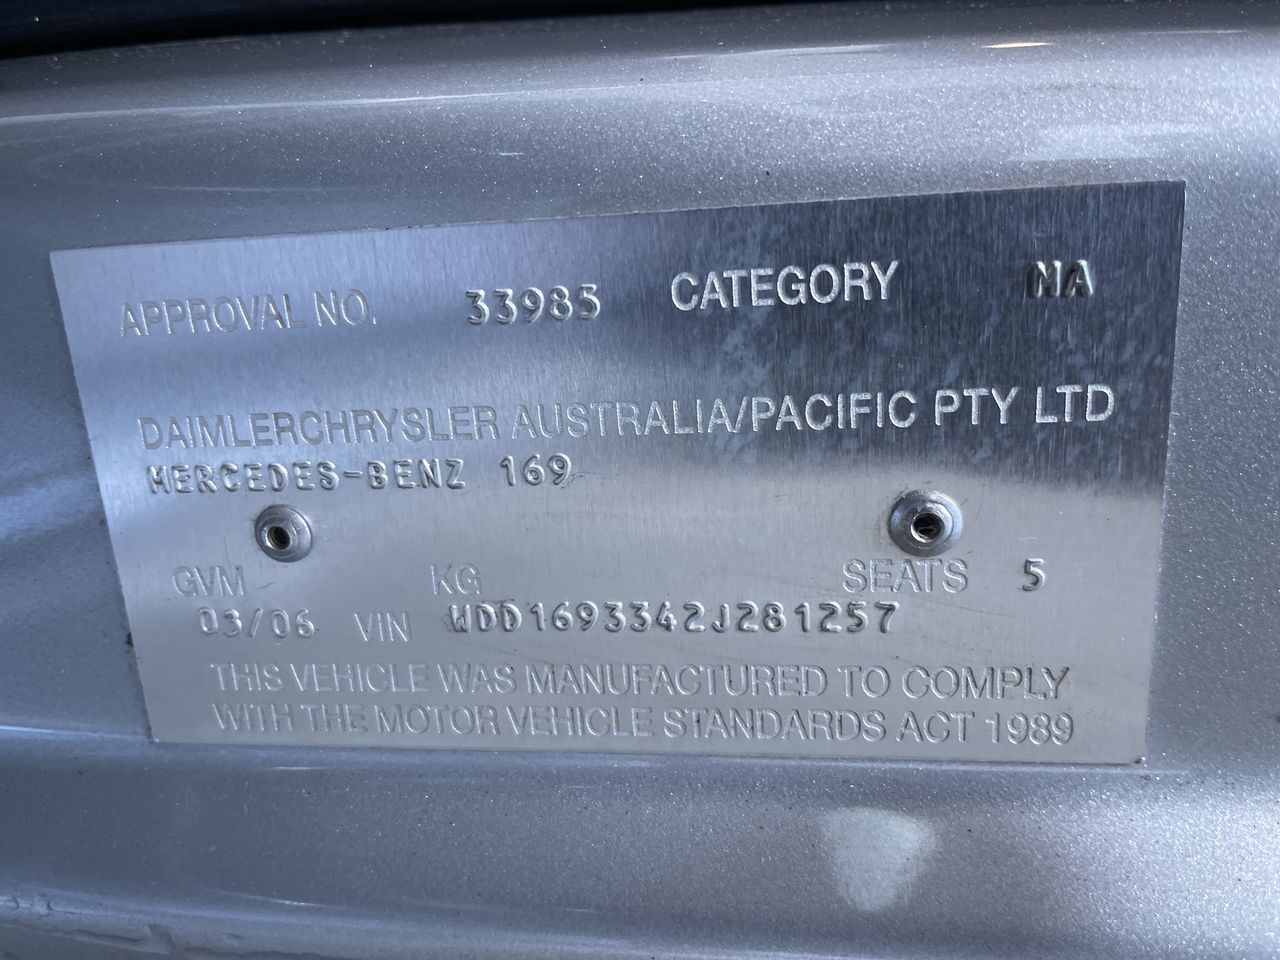 APPROVAL NO. 33985 CATEGORY MA
DAIMLERCHRYSLER AUSTRALIA/PACIFIC PTY LTD
MERCEDES-BENZ 169
GVM KG SEATS 5
03/06 VIN WDD1693342J281257
THIS VEHICLE WAS MANUFACTURED TO COMPLY
WITH THE MOTOR VEHICLE STANDARDS ACT 1989